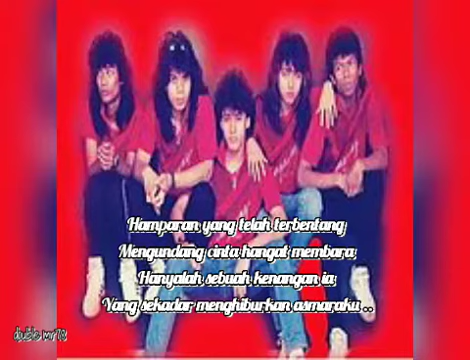 Hamparan yang telah terbentang
Mengundang cinta hangat membara
Hanyalah sebuah kenangan ia
Yang sekadar menghiburkan asmaraku ..